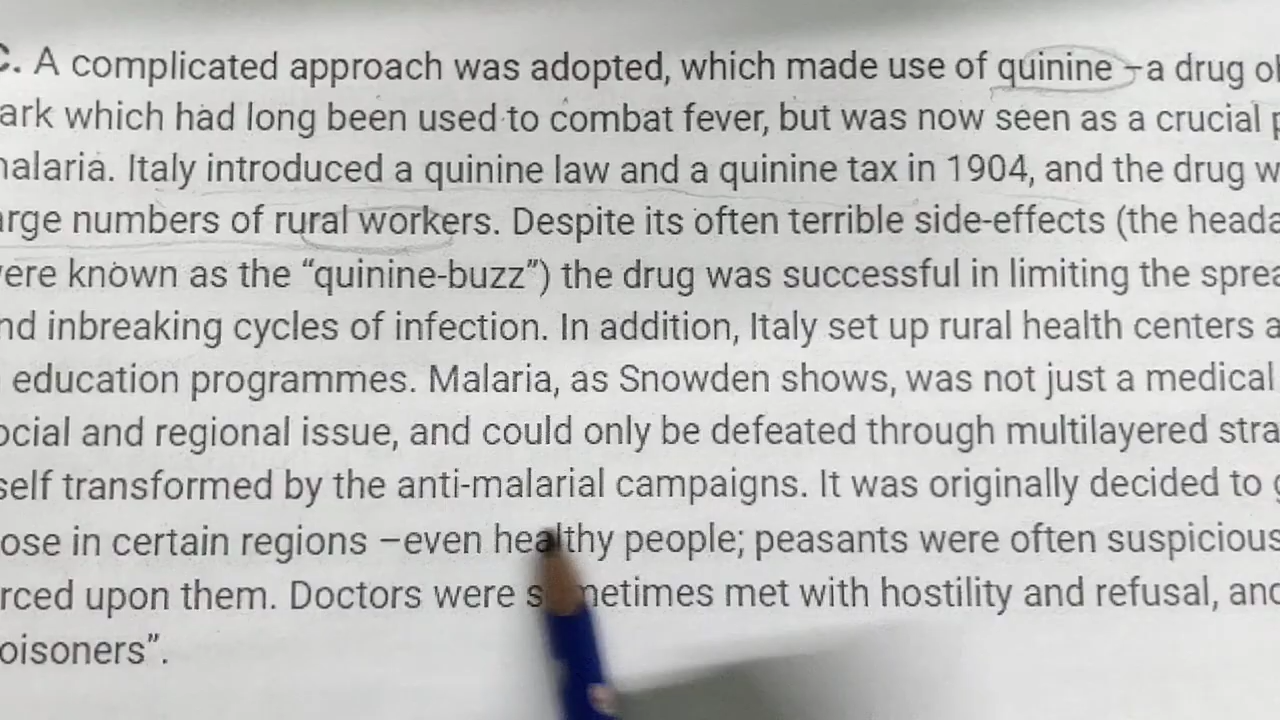 C. A complicated approach was adopted, which made use of quinine –a drug
ark which had long been used to combat fever, but was now seen as a crucial
alaria. Italy introduced a quinine law and a quinine tax in 1904, and the drug w
arge numbers of rural workers. Despite its often terrible side-effects (the heada
ere known as the “quinine-buzz”) the drug was successful in limiting the sprea
nd inbreaking cycles of infection. In addition, Italy set up rural health centers a
education programmes. Malaria, as Snowden shows, was not just a medical
ocial and regional issue, and could only be defeated through multilayered stra
self transformed by the anti-malarial campaigns. It was originally decided to
ose in certain regions –even healthy people; peasants were often suspicious
rced upon them. Doctors were sometimes met with hostility and refusal, and
oisoners”.